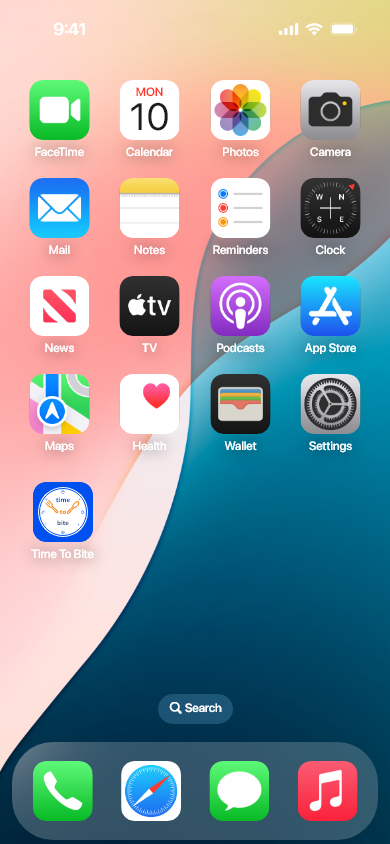 9:41
MON
10
FaceTime
Calendar
Photos
Camera
Mail
Notes
Reminders
N
W
E
S
Clock
tv
News
TV
Podcasts
App Store
Maps
Health
Wallet
Settings
time
to
bite
Time To Bite
Search